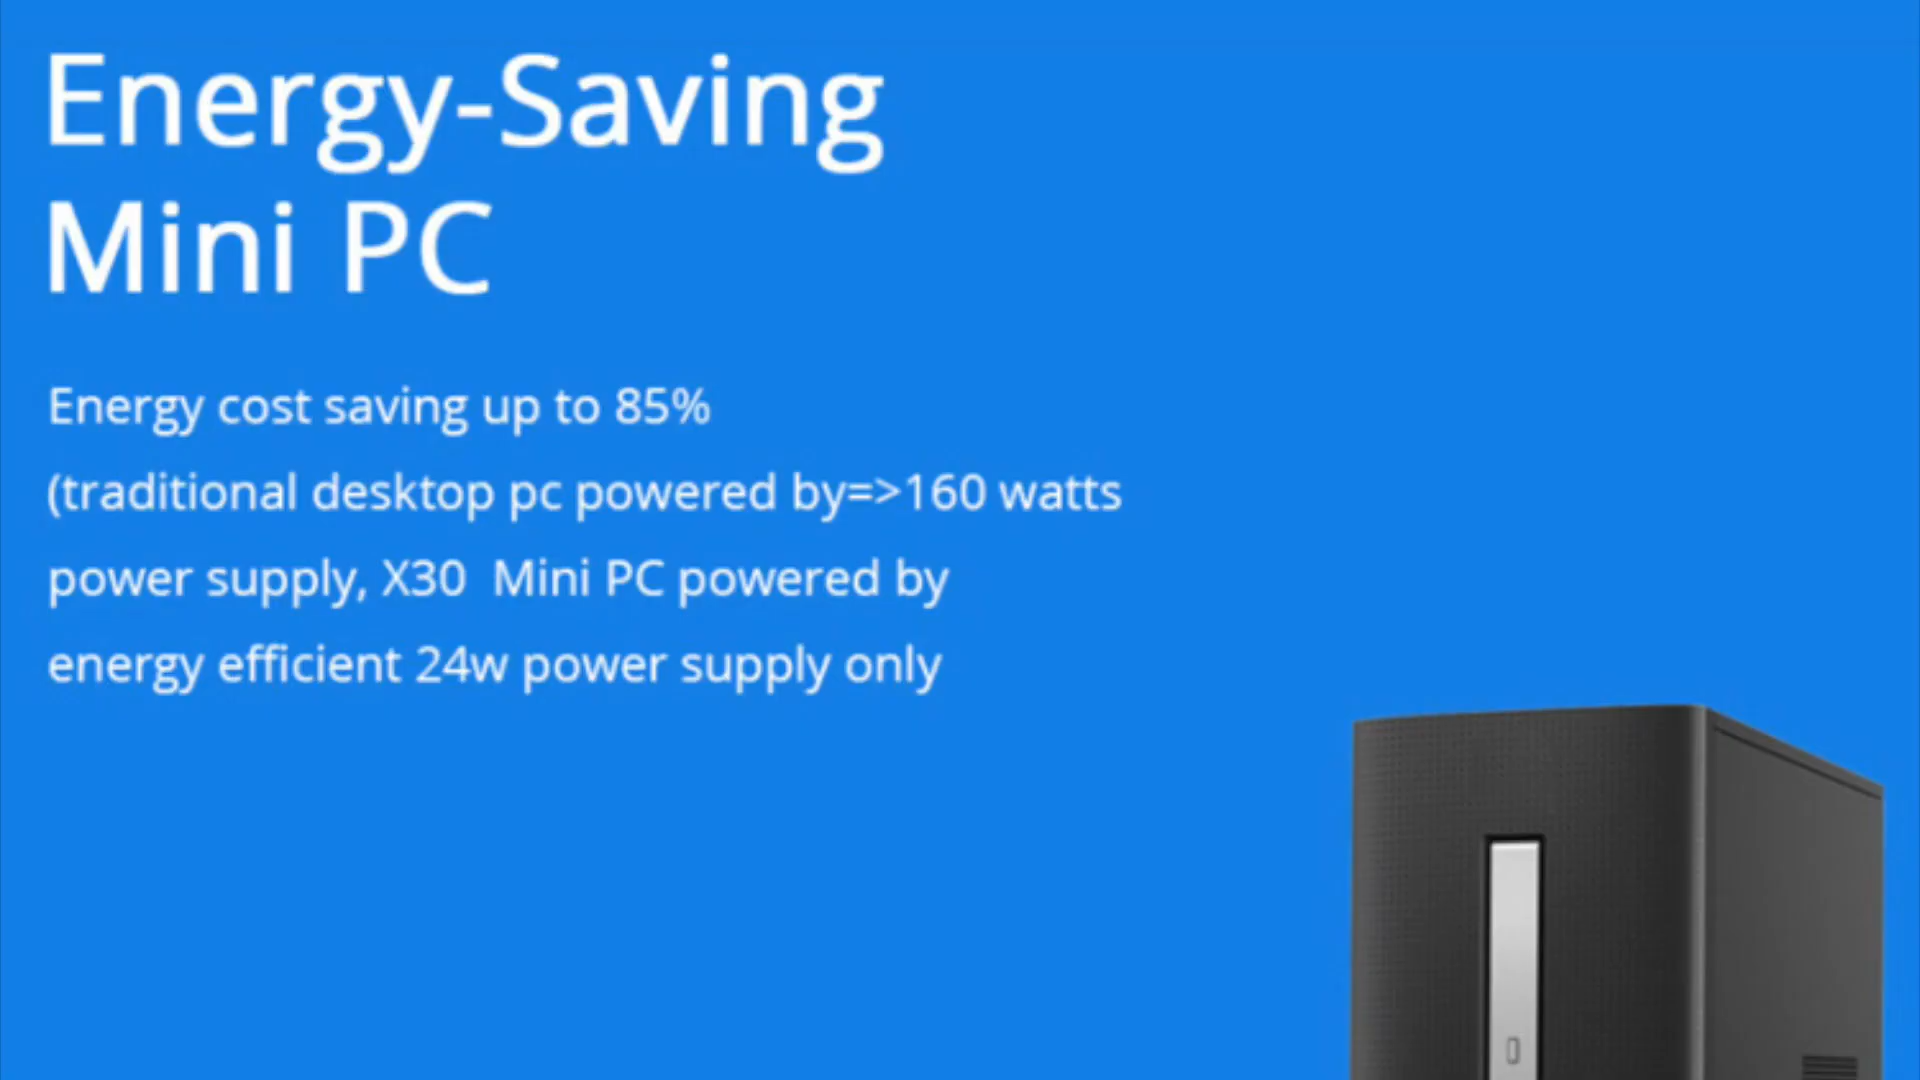 Energy-Saving
Mini PC
Energy cost saving up to 85%
(traditional desktop pc powered by=>160 watts
power supply, X30  Mini PC powered by
energy efficient 24w power supply only